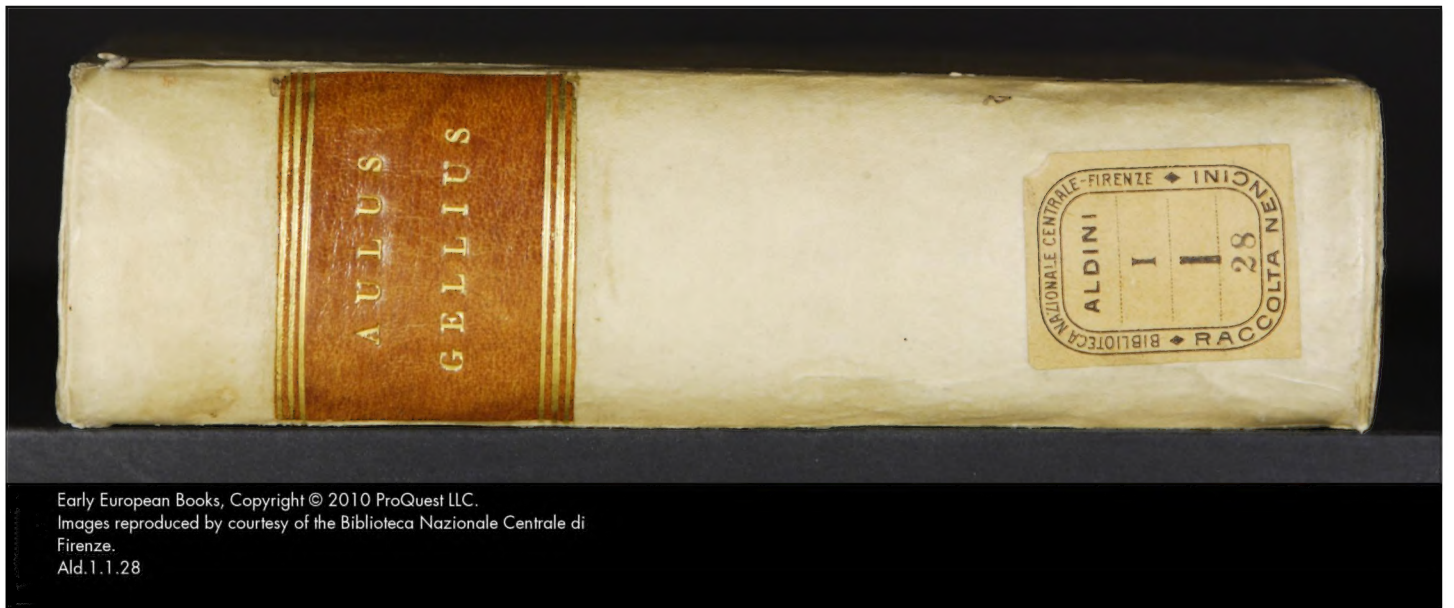 AULUS
GELLIUS
BIBLIOTECA NAZIONALE CENTRALE-FIRENZE ◆ RACCOLTA NENCINI ◆
ALDINI
I
1
28
Early European Books, Copyright © 2010 ProQuest LLC.
Images reproduced by courtesy of the Biblioteca Nazionale Centrale di
Firenze.
Ald.1.1.28